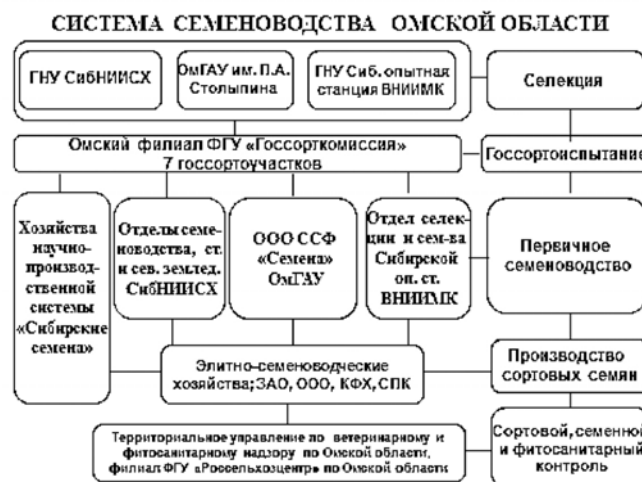 СИСТЕМА СЕМЕНОВОДСТВА ОМСКОЙ ОБЛАСТИ
ГНУ СибНИИСХ
ОмГАУ им. П.А.
Столыпина
ГНУ Сиб. опытная
станция ВНИИМК
Селекция
Омский филиал ФГУ «Госсорткомиссия»
7 госсортоучастков
Госсортоиспытание
Хозяйства
научно-
производст-
венной
системы
«Сибирские
семена»
Отделы семе-
новодства, ст.
и сев. землед.
СибНИИСХ
ООО ССФ
«Семена»
ОмГАУ
Отдел селек-
ции и сем-ва
Сибирской
оп. ст.
ВНИИМК
Первичное
семеноводство
Элитно-семеноводческие
хозяйства; ЗАО, ООО, КФХ, СПК
Производство
сортовых семян
Территориальное управление по ветеринарному и
фитосанитарному надзору по Омской области,
филиал ФГУ «Россельхозцентр» по Омской области
Сортовой, семенной
и фитосанитарный
контроль